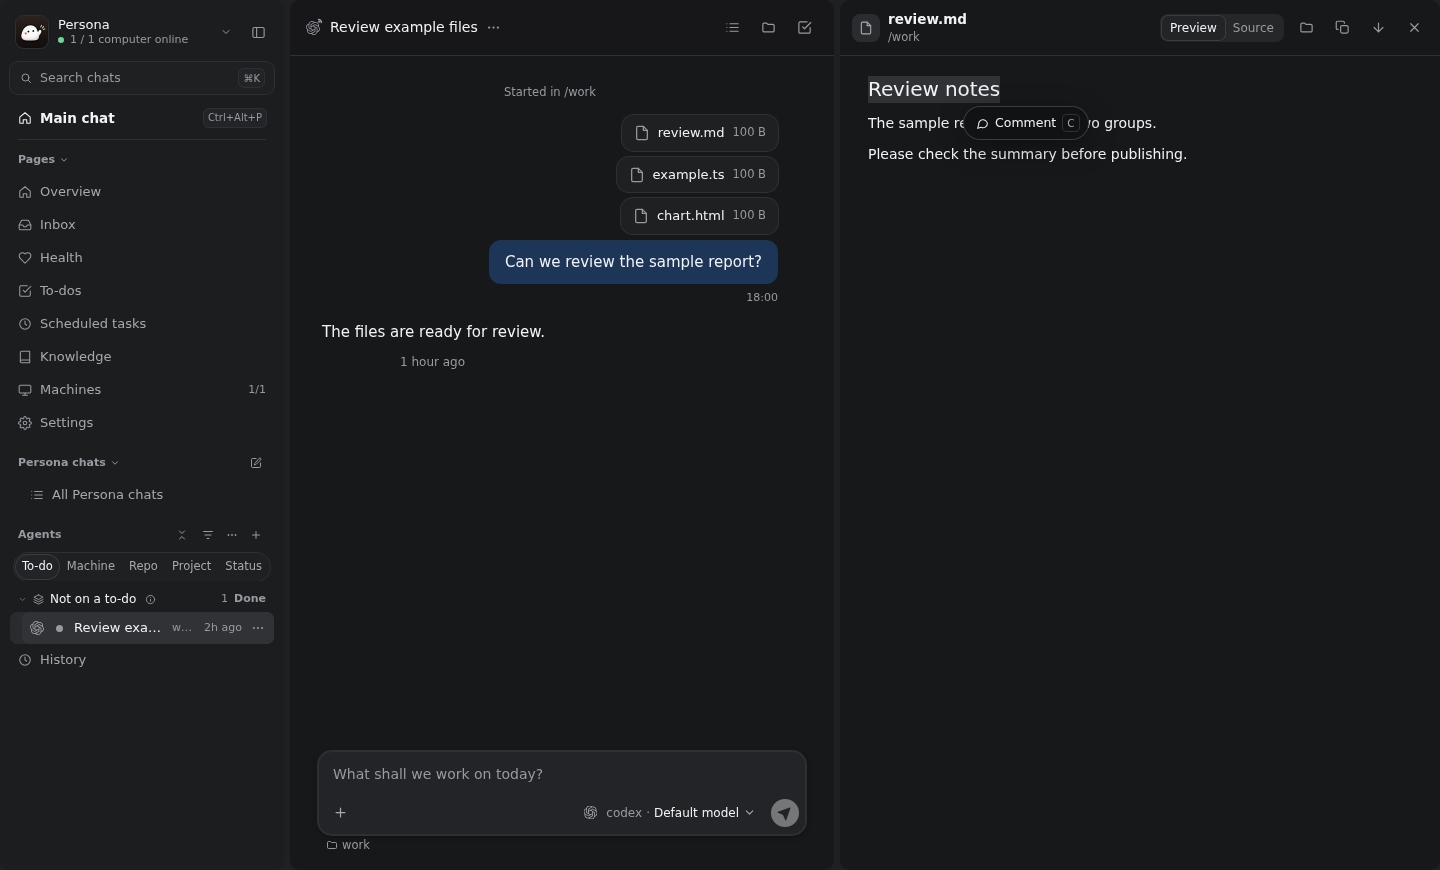 Persona
1 / 1 computer online
Search chats
⌘K
Main chat
Ctrl+Alt+P
Pages
Overview
Inbox
Health
To-dos
Scheduled tasks
Knowledge
Machines
1/1
Settings
Persona chats
All Persona chats
Agents
To-do
Machine
Repo
Project
Status
Not on a to-do
1 Done
Review exa...
w...
2h ago
History
Review example files
Started in /work
review.md 100 B
example.ts 100 B
chart.html 100 B
Can we review the sample report?
18:00
The files are ready for review.
1 hour ago
What shall we work on today?
codex · Default model
work
review.md
/work
Preview
Source
Review notes
The sample re
Comment C
wo groups.
Please check the summary before publishing.